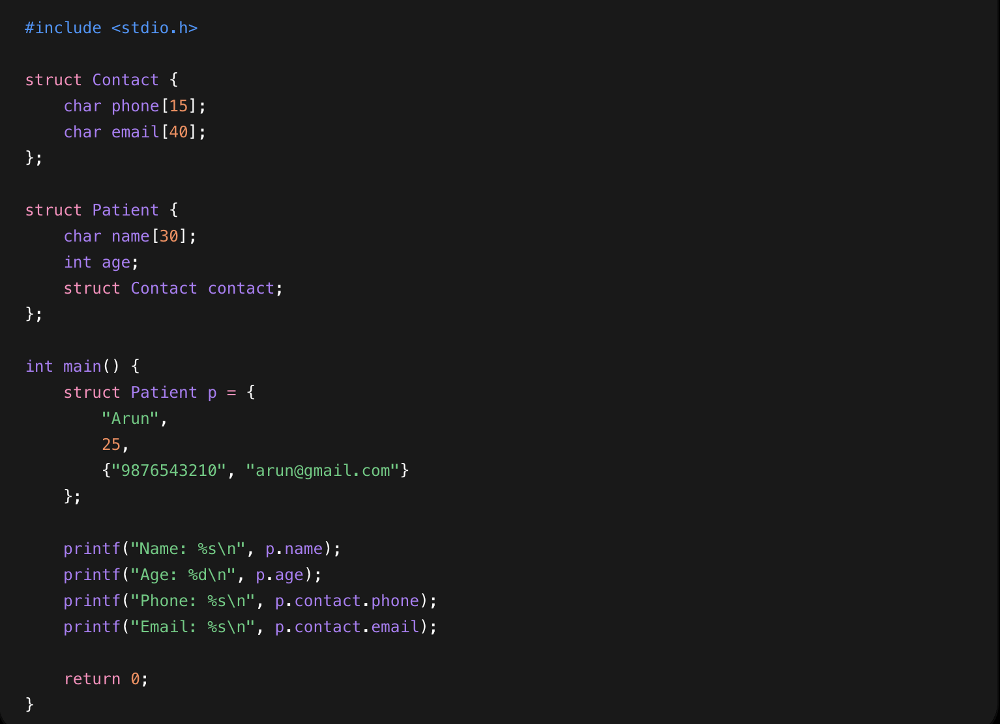 #include <stdio.h>

struct Contact {
    char phone[15];
    char email[40];
};

struct Patient {
    char name[30];
    int age;
    struct Contact contact;
};

int main() {
    struct Patient p = {
        "Arun",
        25,
        {"9876543210", "arun@gmail.com"}
    };

    printf("Name: %s\n", p.name);
    printf("Age: %d\n", p.age);
    printf("Phone: %s\n", p.contact.phone);
    printf("Email: %s\n", p.contact.email);

    return 0;
}